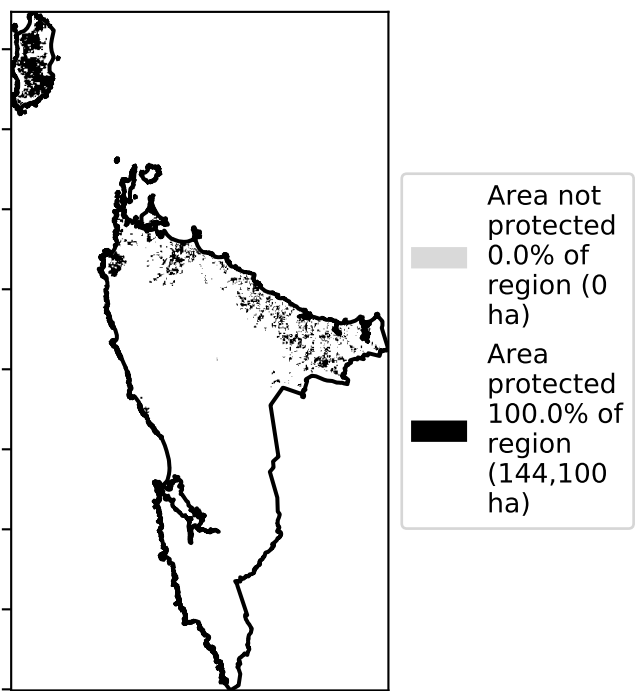 Area not
protected
0.0% of
region (0
ha)
Area
protected
100.0% of
region
(144,100
ha)